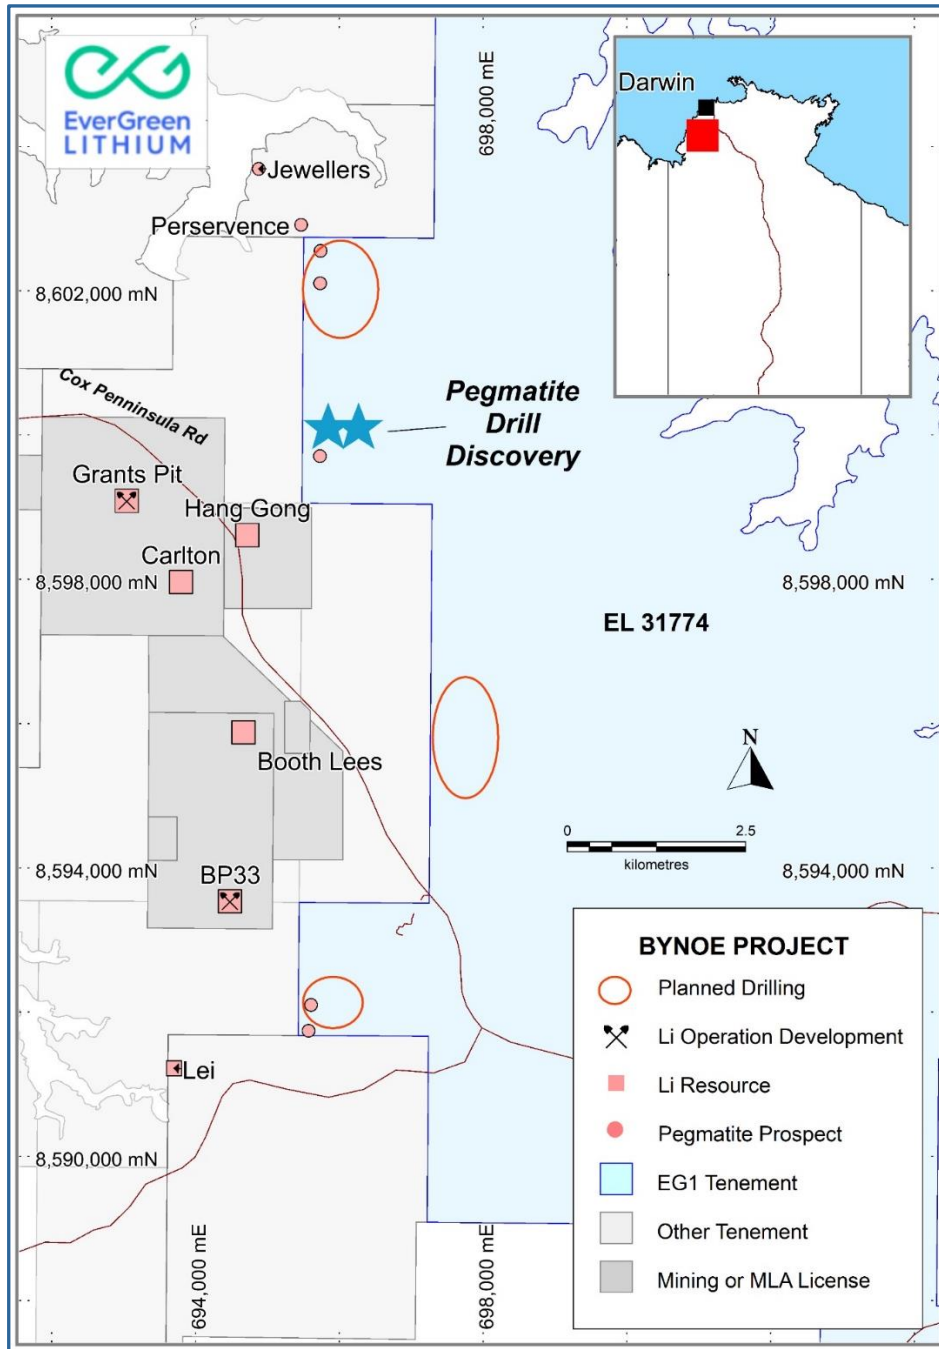 EverGreen
LITHIUM
698,000 mE
Darwin
Jewellers
Perservence
8,602,000 mN
Cox Penninsula Rd
Pegmatite
Drill
Discovery
Grants Pit
Hang Gong
Carlton
8,598,000 mN
8,598,000 mN
EL 31774
Booth Lees
N
0
2.5
kilometres
8,594,000 mN
8,594,000 mN
BP33
BYNOE PROJECT
Planned Drilling
Li Operation Development
Li Resource
Pegmatite Prospect
EG1 Tenement
Other Tenement
Mining or MLA License
Lei
8,590,000 mN
694,000 mE
698,000 mE